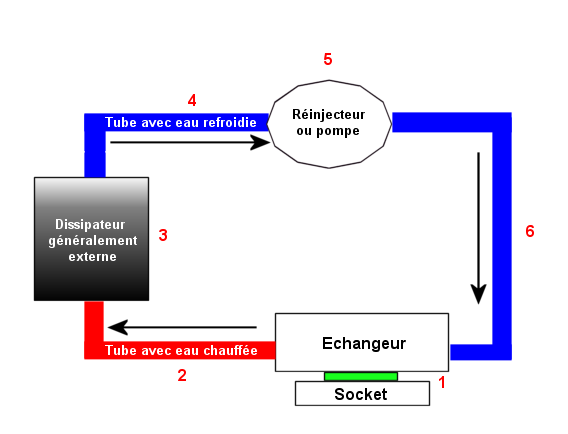 5
4
Tube avec eau refroidie
Réinjecteur
ou pompe
Dissipateur
généralement
externe
3
6
Echangeur
Tube avec eau chauffée
2
1
Socket